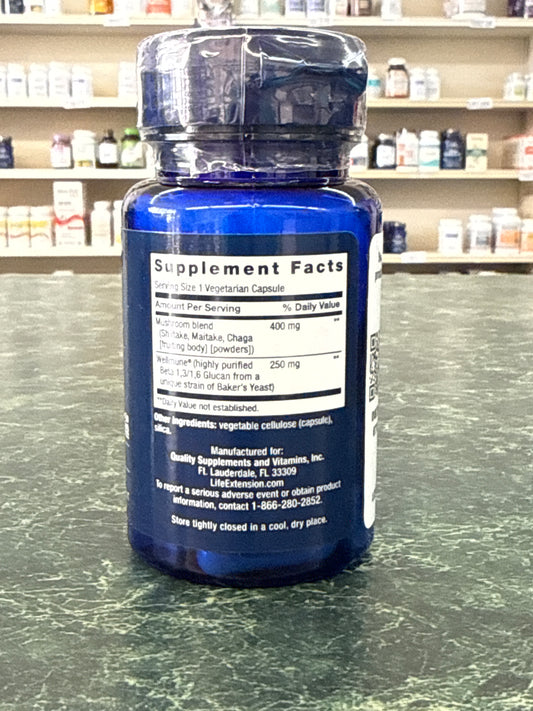 Supplement Facts
Serving Size 1 Vegetarian Capsule
Amount Per Serving % Daily Value
Mushroom blend 400 mg **
(Shiitake, Maitake, Chaga
[fruiting body] [powders])
Wellmune® (highly purified 250 mg **
Beta 1,3/1,6 Glucan from a
unique strain of Baker's Yeast)
**Daily Value not established.
Other ingredients: vegetable cellulose (capsule),
silica.
Manufactured for:
Quality Supplements and Vitamins, Inc.
FL Lauderdale, FL 33309
LifeExtension.com
To report a serious adverse event or obtain product
information, contact 1-866-280-2852.
Store tightly closed in a cool, dry place.